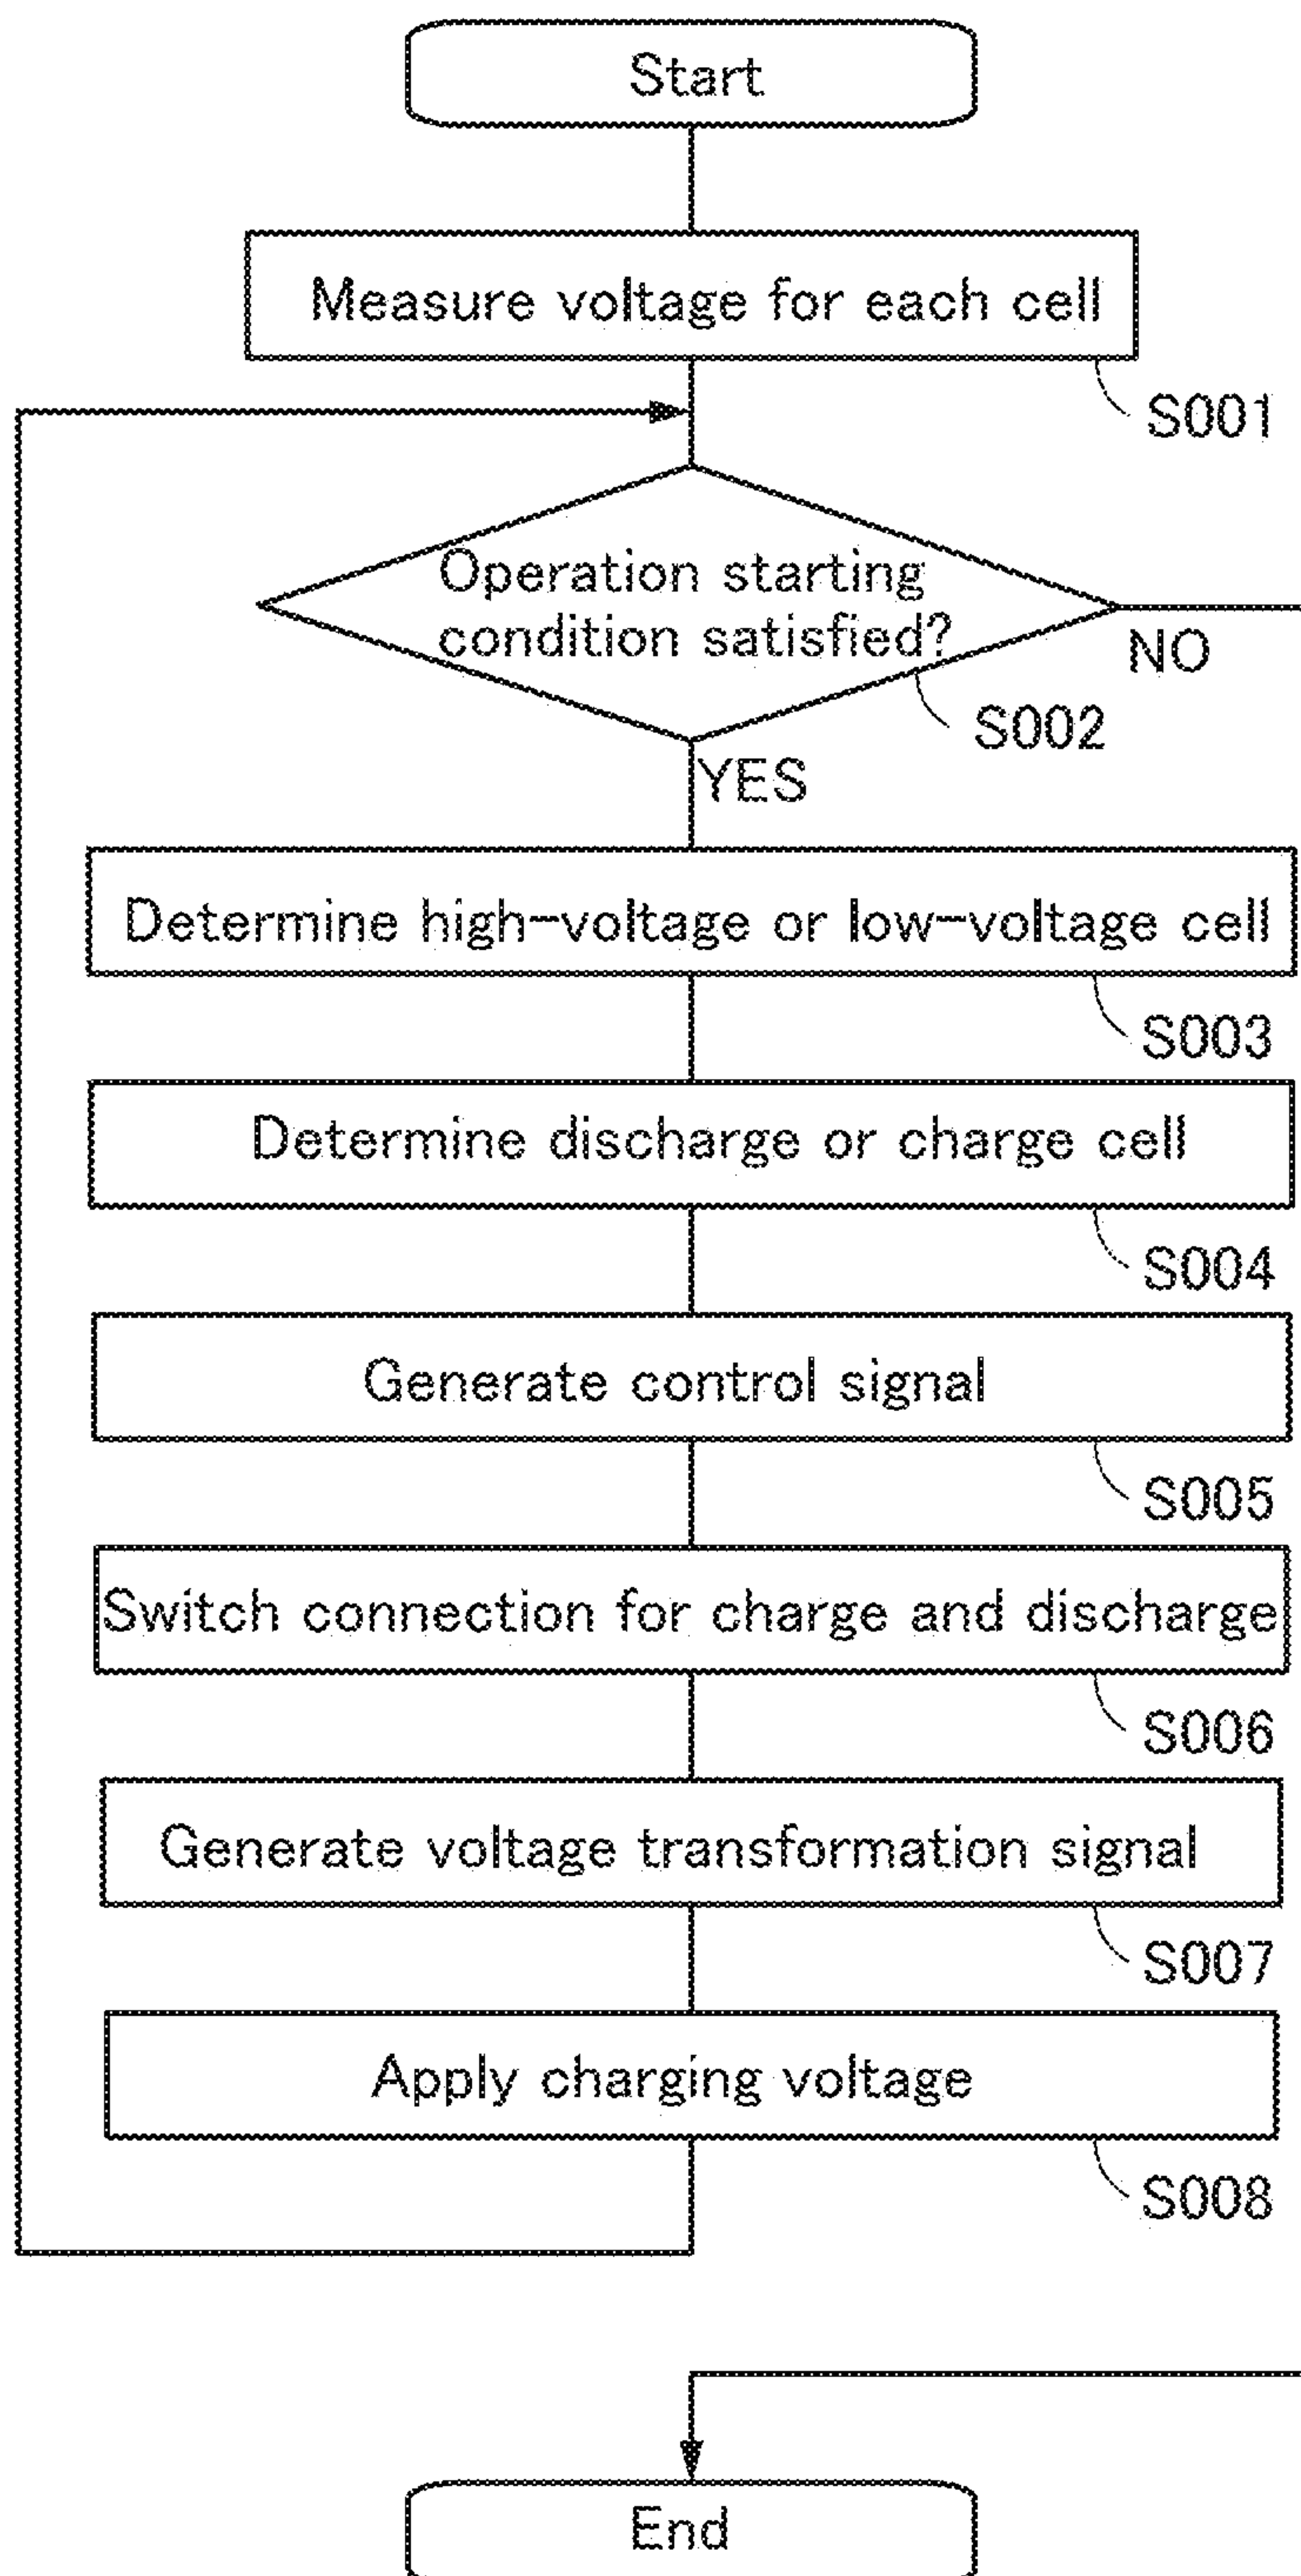 Start
Measure voltage for each cell
S001
Operation starting
condition satisfied?
NO
S002
YES
Determine high-voltage or low-voltage cell
S003
Determine discharge or charge cell
S004
Generate control signal
S005
Switch connection for charge and discharge
S006
Generate voltage transformation signal
S007
Apply charging voltage
S008
End